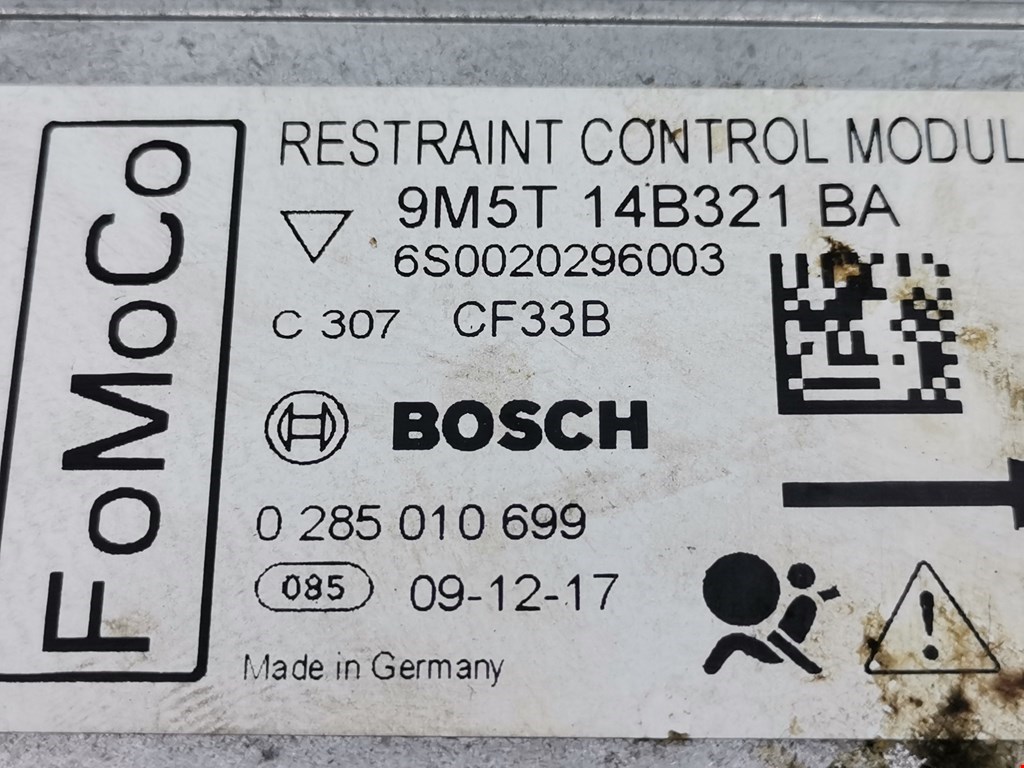 FoMoCo
RESTRAINT CONTROL MODUL
9M5T 14B321 BA
6S0020296003
C 307 CF33B
BOSCH
0 285 010 699
085 09-12-17
Made in Germany